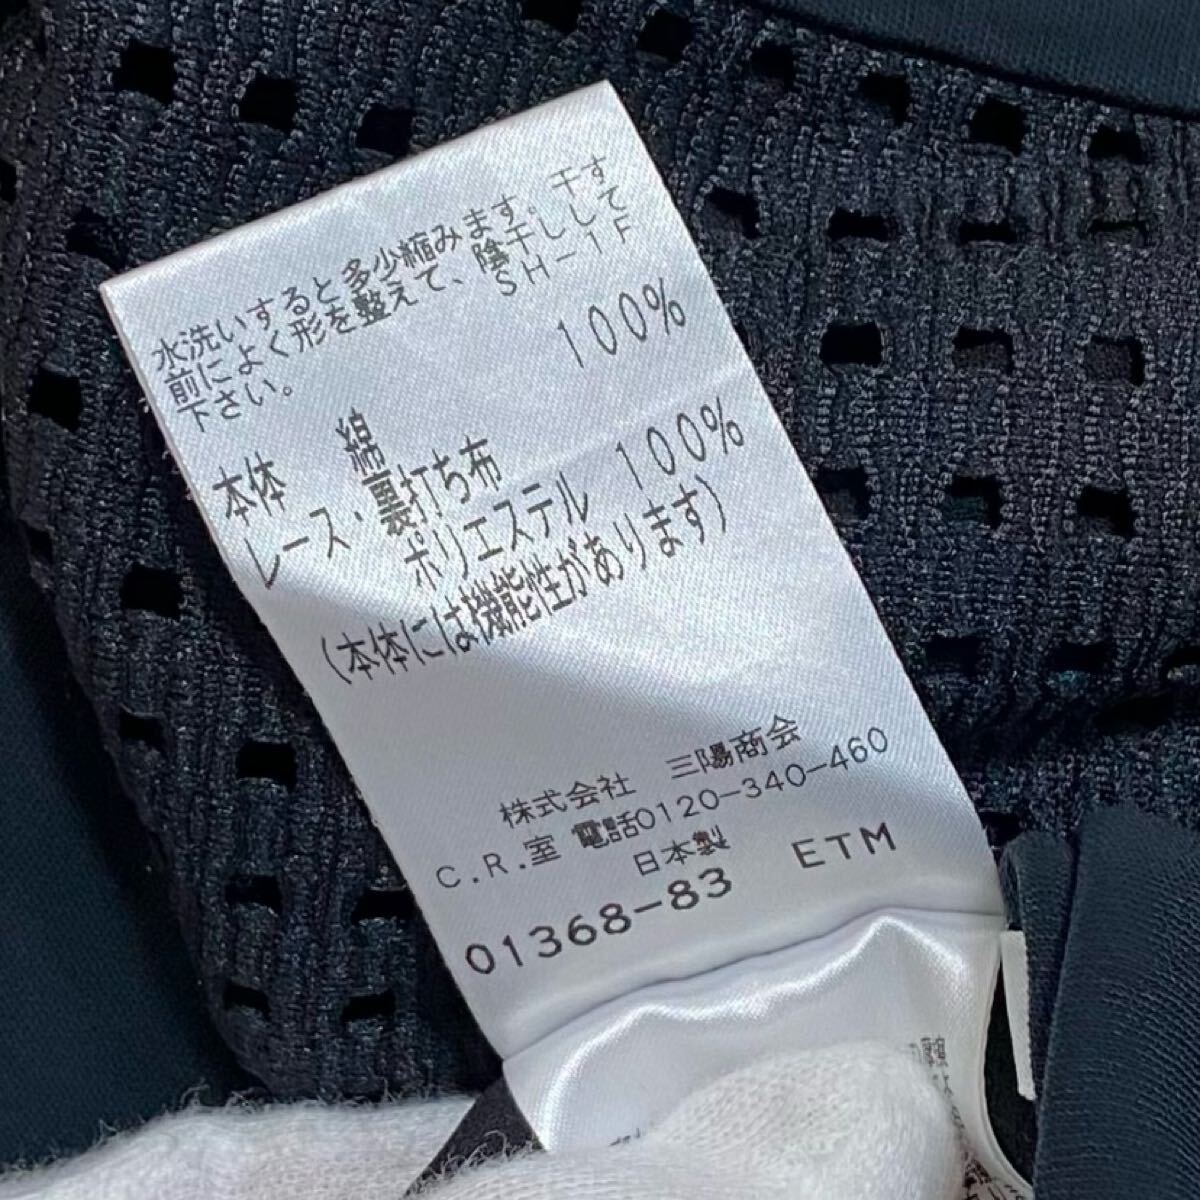 水洗いすると多少縮みます。干す
前によく形を整えて、陰干しして
下さい。
SH-1F
本体 綿 100%
レース・裏打ち布
ポリエステル 100%
(本体には機能性があります)
株式会社 三陽商会
C.R.室 電話0120-340-460
日本製
01368-83 ETM